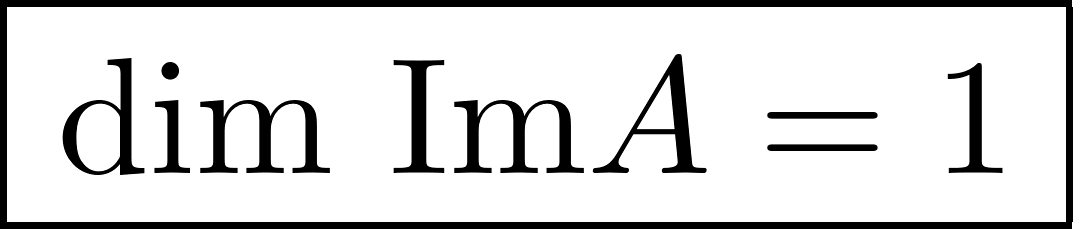 dim ImA = 1